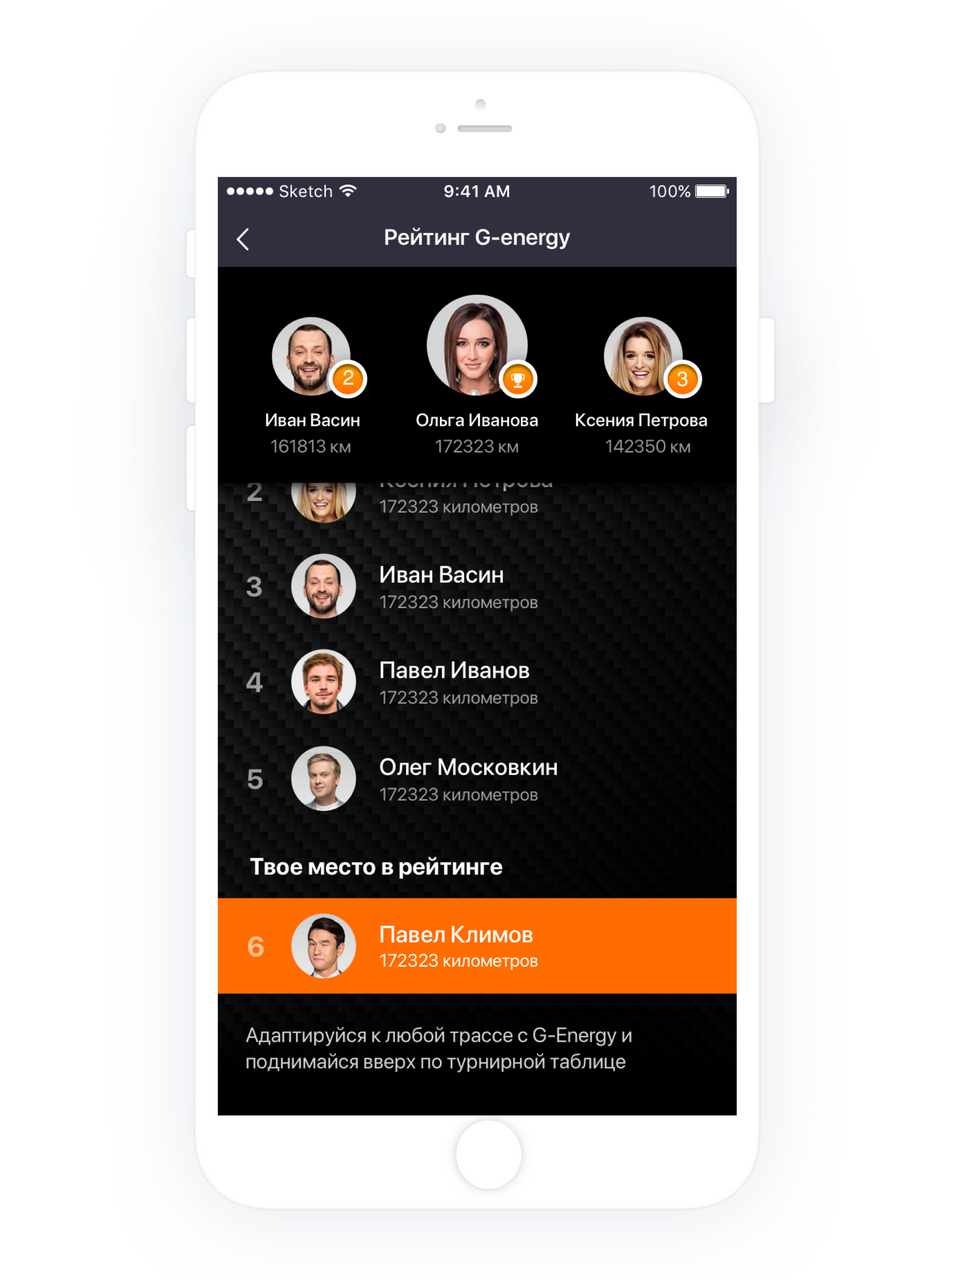 Sketch 9:41 AM 100%
Рейтинг G-energy
2 3
Иван Васин Ольга Иванова Ксения Петрова
161813 км 172323 км 142350 км
2 Ксения Петрова
172323 километров
3 Иван Васин
172323 километров
4 Павел Иванов
172323 километров
5 Олег Московкин
172323 километров
Твое место в рейтинге
6 Павел Климов
172323 километров
Адаптируйся к любой трассе с G-Energy и
поднимайся вверх по турнирной таблице